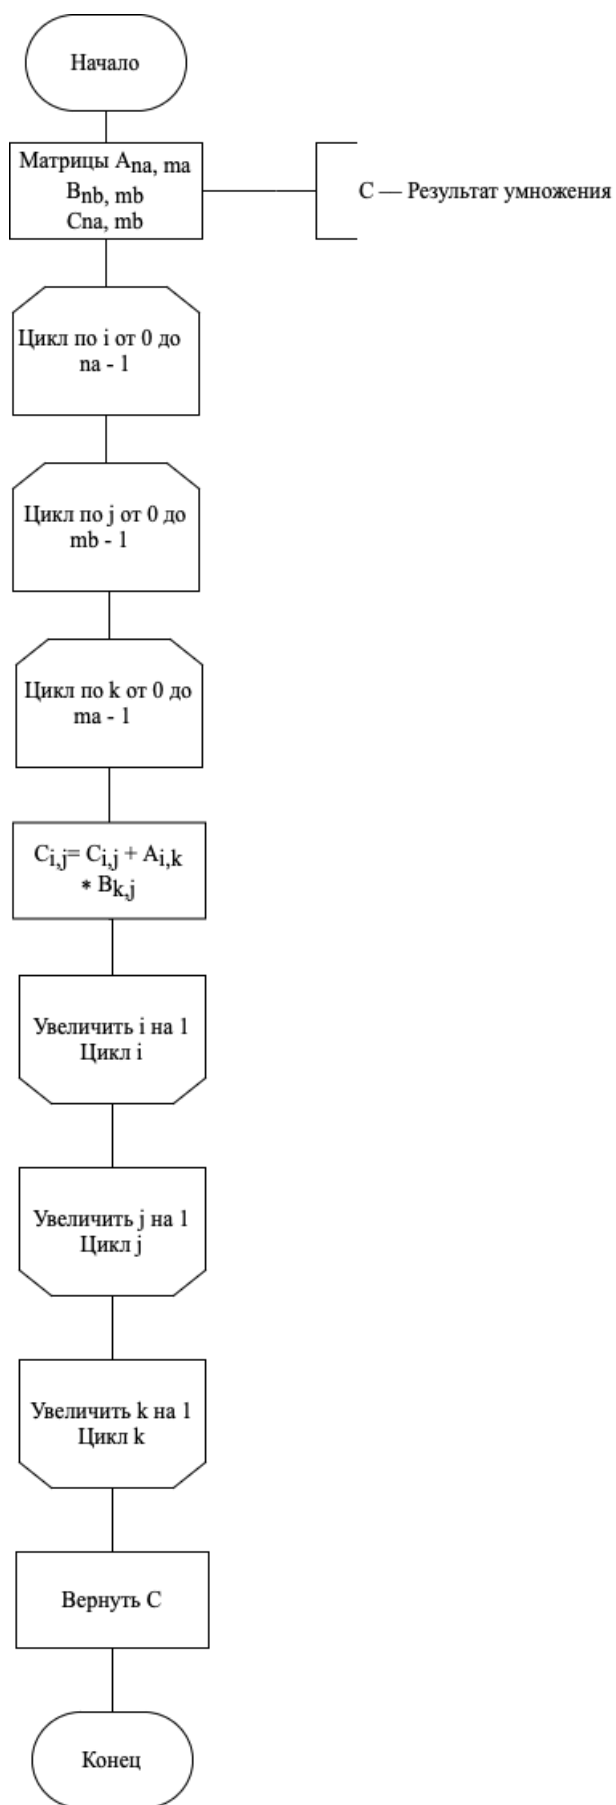 Начало
Матрицы Ana, ma
Bnb, mb
Cna, mb
C — Результат умножения
Цикл по i от 0 до
na - 1
Цикл по j от 0 до
mb - 1
Цикл по k от 0 до
ma - 1
Ci,j= Ci,j + Ai,k
* Bk,j
Увеличить i на 1
Цикл i
Увеличить j на 1
Цикл j
Увеличить k на 1
Цикл k
Вернуть C
Конец